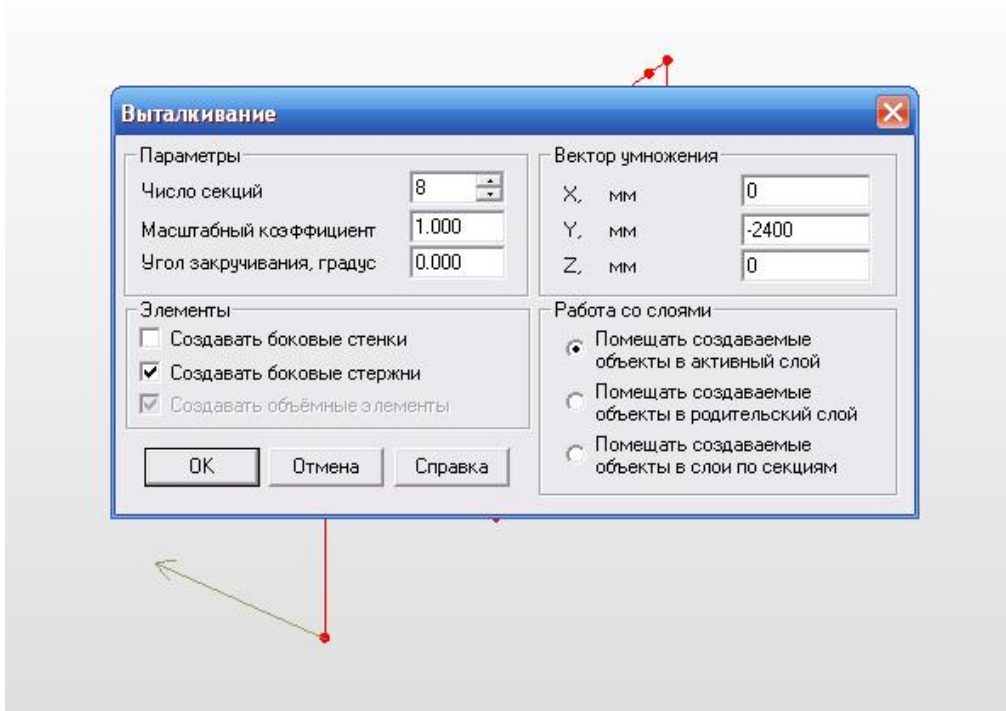 Выталкивание
Параметры
Число секций 8
Масштабный коэффициент 1.000
Угол закручивания, градус 0.000
Вектор умножения
X, мм 0
Y, мм -2400
Z, мм 0
Элементы
Создавать боковые стенки
Создавать боковые стержни
Создавать объёмные элементы
Работа со слоями
Помещать создаваемые
объекты в активный слой
Помещать создаваемые
объекты в родительский слой
Помещать создаваемые
объекты в слои по секциям
OK Отмена Справка